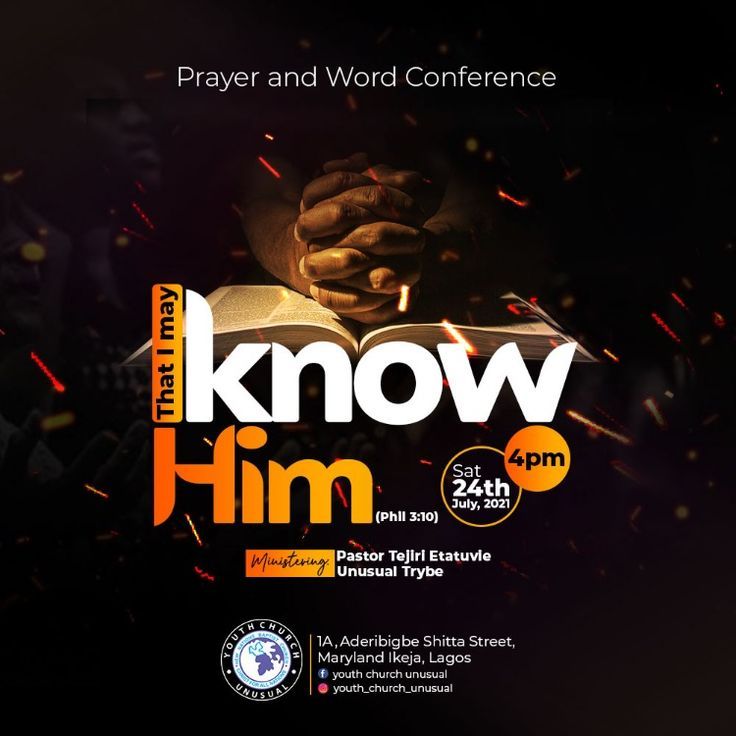 Prayer and Word Conference
That I may
know
Him
(Phil 3:10)
Sat
24th
July, 2021
4pm
Ministering:
Pastor Tejiri Etatuvie
Unusual Trybe
YOUTH CHURCH
UNUSUAL
1A, Aderibigbe Shitta Street,
Maryland Ikeja, Lagos
youth church unusual
youth_church_unusual